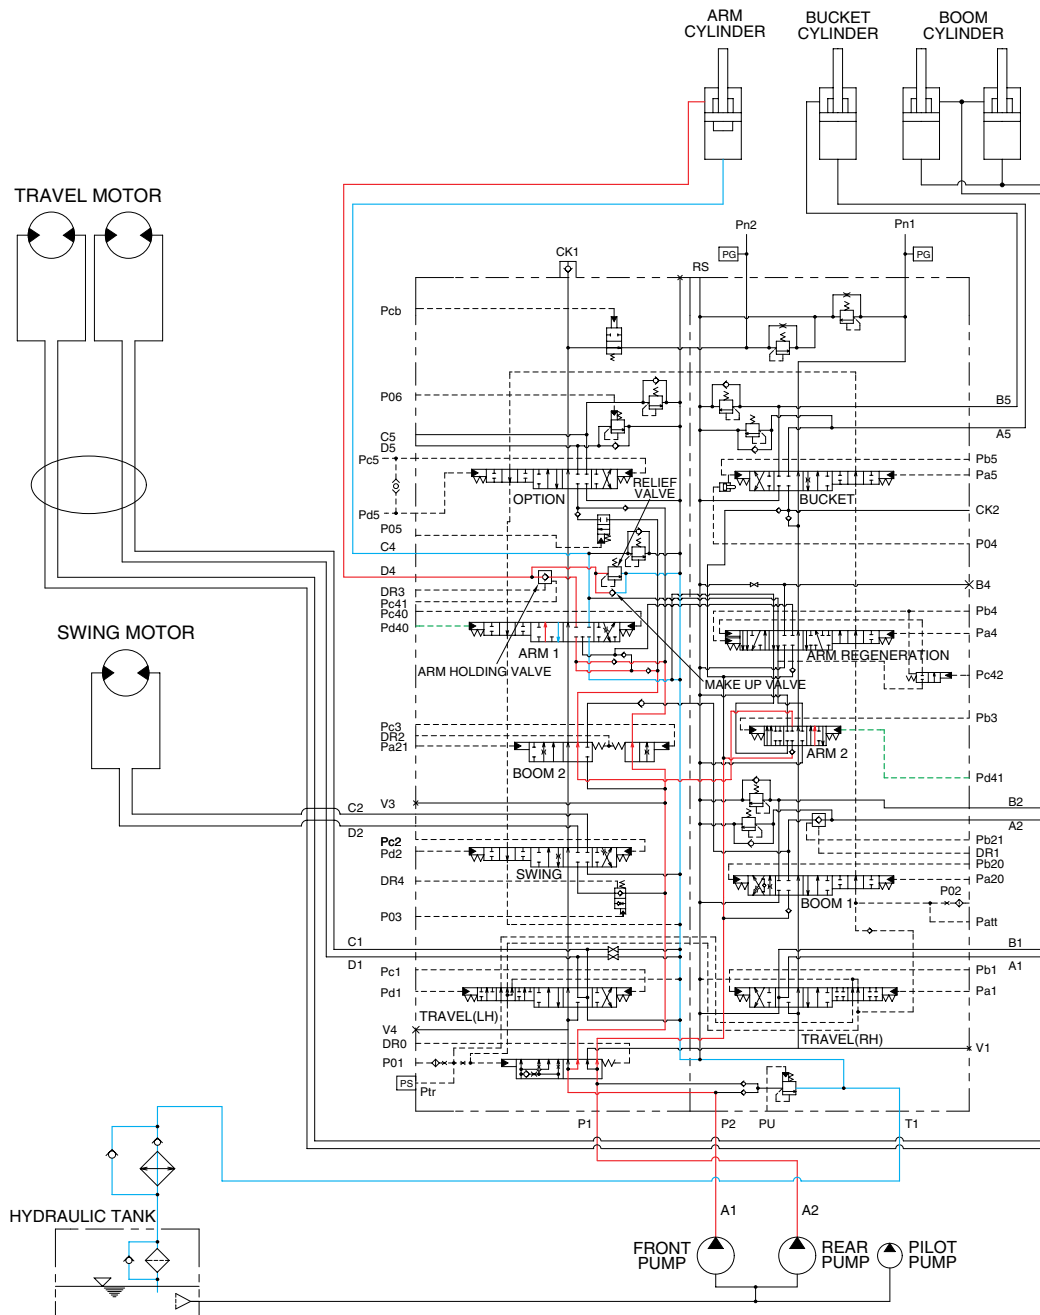 ARM
CYLINDER
BUCKET
CYLINDER
BOOM
CYLINDER
TRAVEL MOTOR
Pn2
Pn1
PG
PG
CK1
RS
Pcb
P06
C5
D5
Pc5
Pd5
P05
C4
D4
DR3
Pc41
Pc40
Pd40
OPTION
RELIEF
VALVE
BUCKET
B5
A5
Pb5
Pa5
CK2
P04
B4
Pb4
Pa4
Pc42
SWING MOTOR
ARM 1
ARM HOLDING VALVE
MAKE UP VALVE
ARM REGENERATION
Pc3
DR2
Pa21
BOOM 2
ARM 2
Pb3
Pd41
C2
V3
D2
Pc2
Pd2
DR4
P03
SWING
B2
A2
Pb21
DR1
Pb20
Pa20
BOOM 1
P02
Patt
C1
D1
Pc1
Pd1
TRAVEL(LH)
V4
DR0
P01
PS
Ptr
B1
A1
Pb1
Pa1
TRAVEL(RH)
V1
P1
P2
PU
T1
HYDRAULIC TANK
A1
A2
FRONT
PUMP
REAR
PUMP
PILOT
PUMP